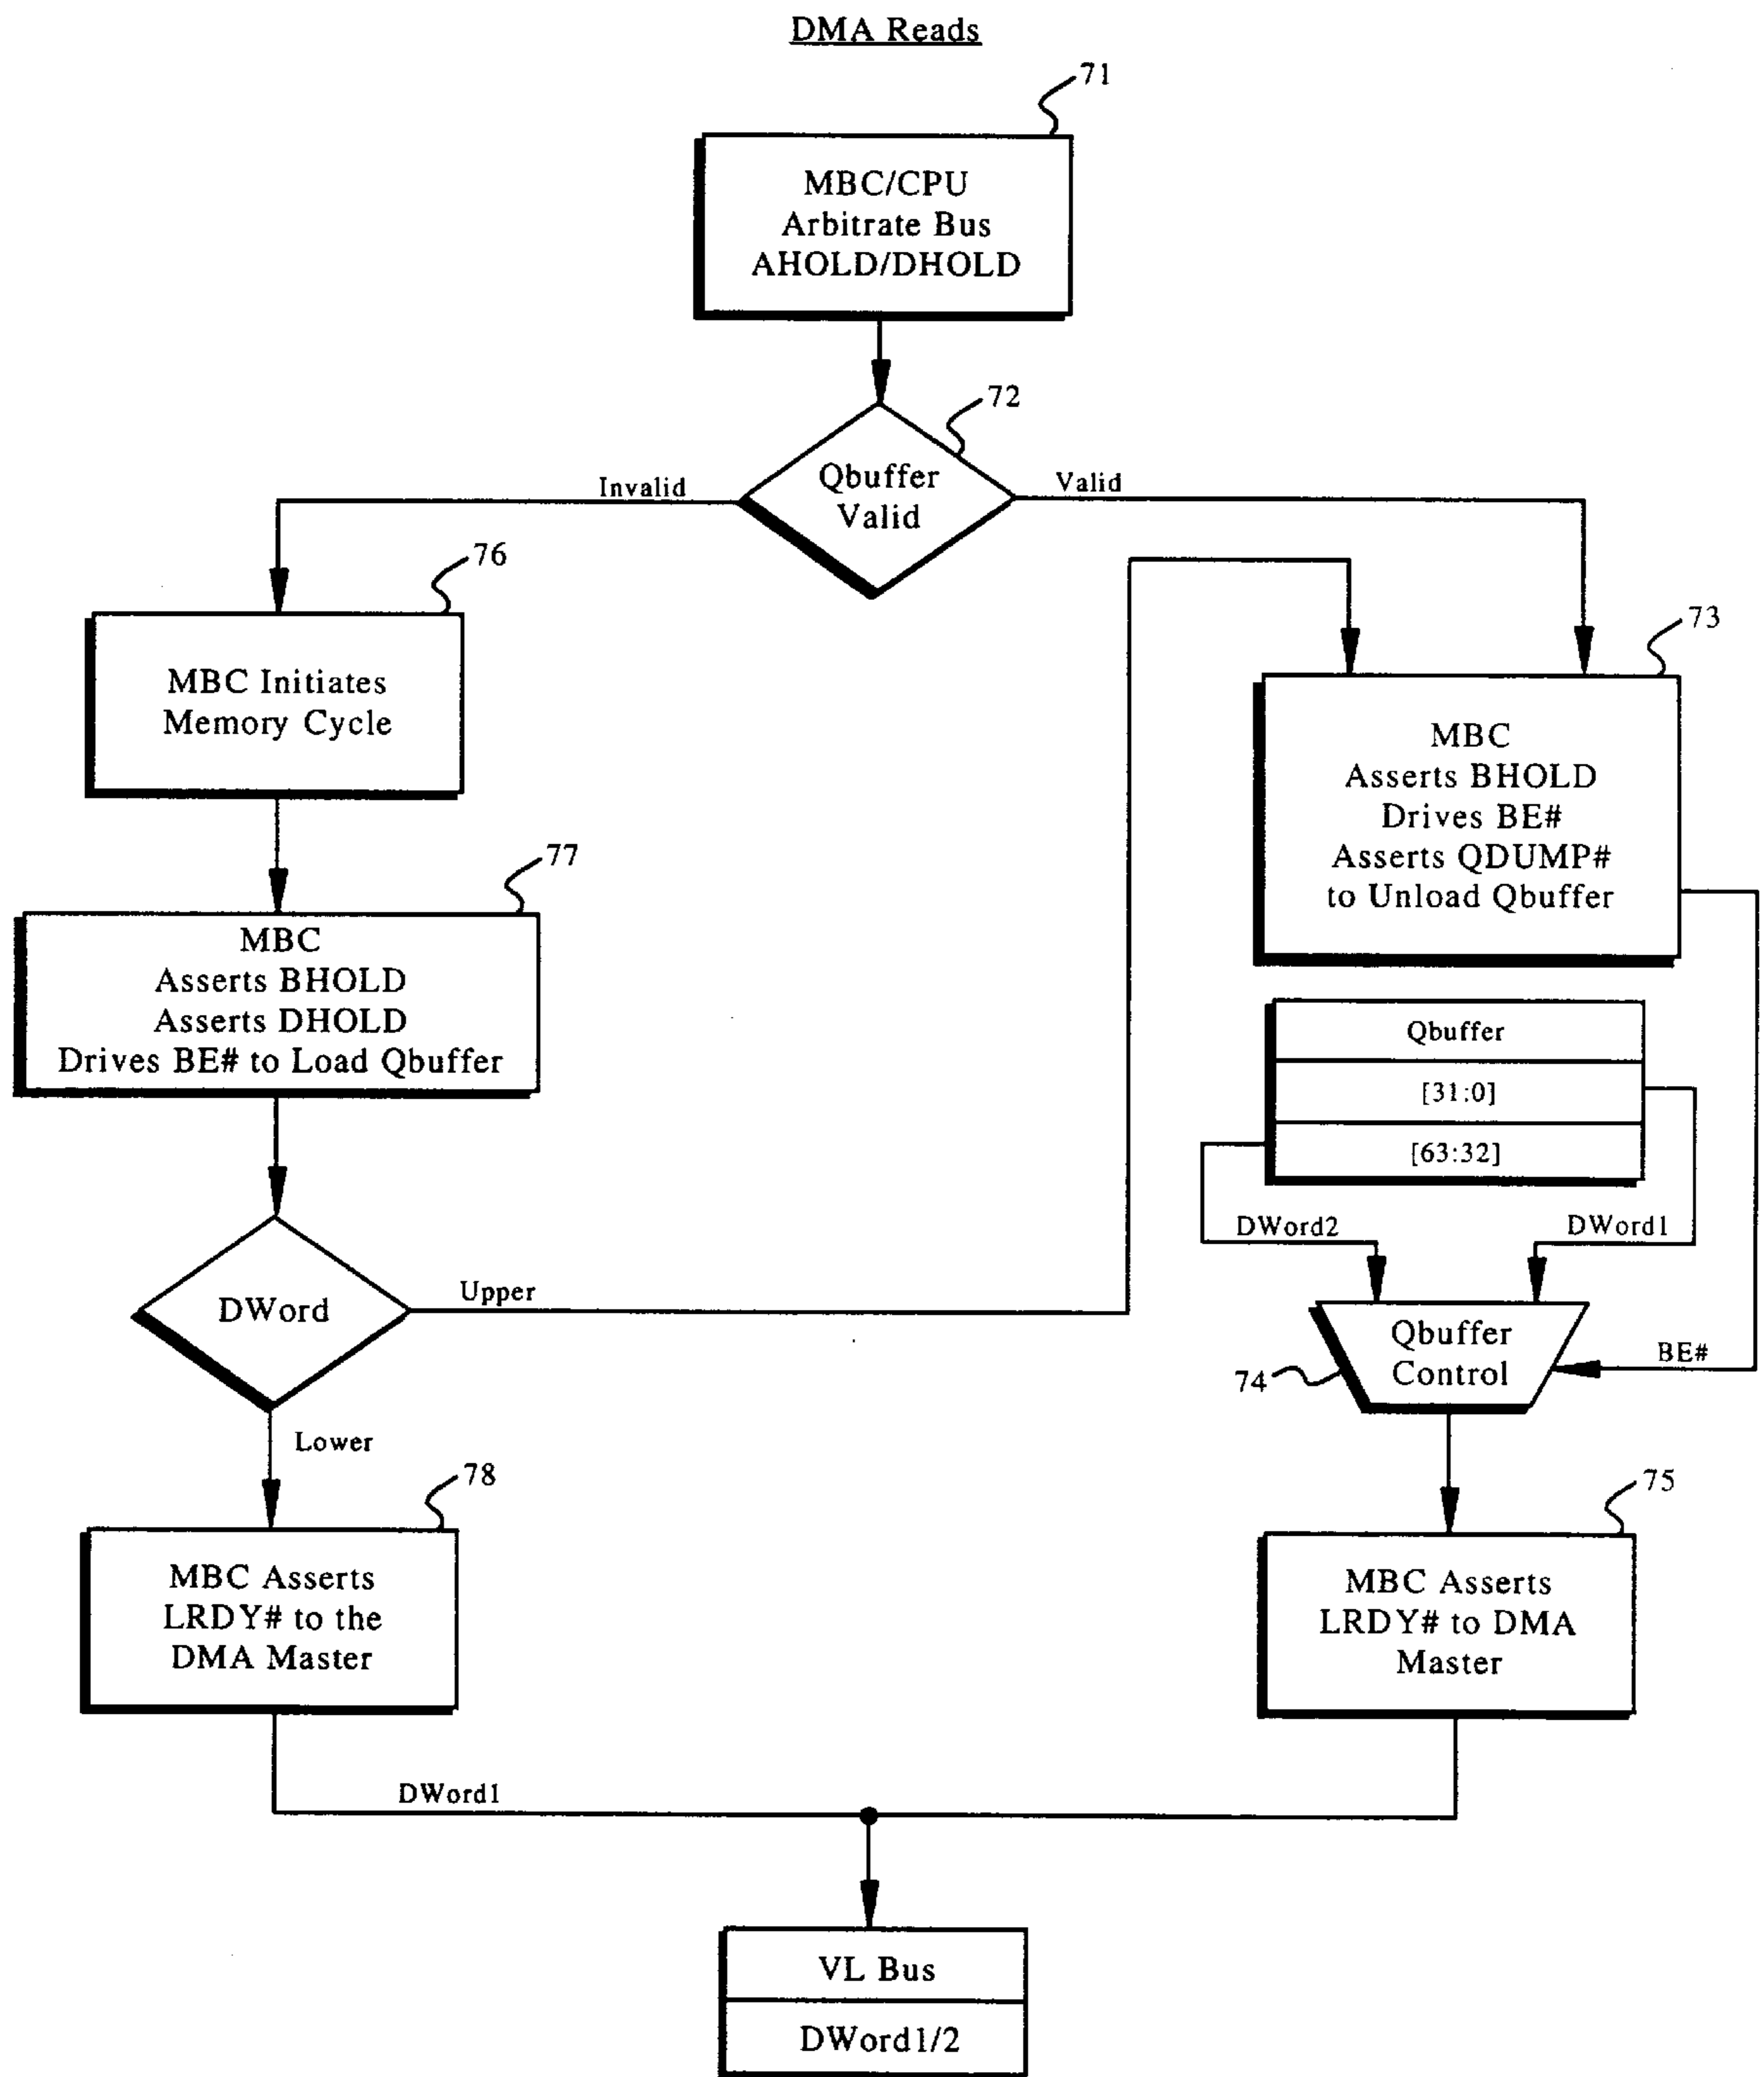 DMA Reads
71
MBC/CPU
Arbitrate Bus
AHOLD/DHOLD
72
Qbuffer
Valid
Invalid
Valid
76
MBC Initiates
Memory Cycle
73
MBC
Asserts BHOLD
Drives BE#
Asserts QDUMP#
to Unload Qbuffer
77
MBC
Asserts BHOLD
Asserts DHOLD
Drives BE# to Load Qbuffer
Qbuffer
[31:0]
[63:32]
DWord2
DWord1
DWord
Upper
Lower
Qbuffer
Control
74
BE#
78
MBC Asserts
LRDY# to the
DMA Master
75
MBC Asserts
LRDY# to DMA
Master
DWord1
VL Bus
DWord1/2